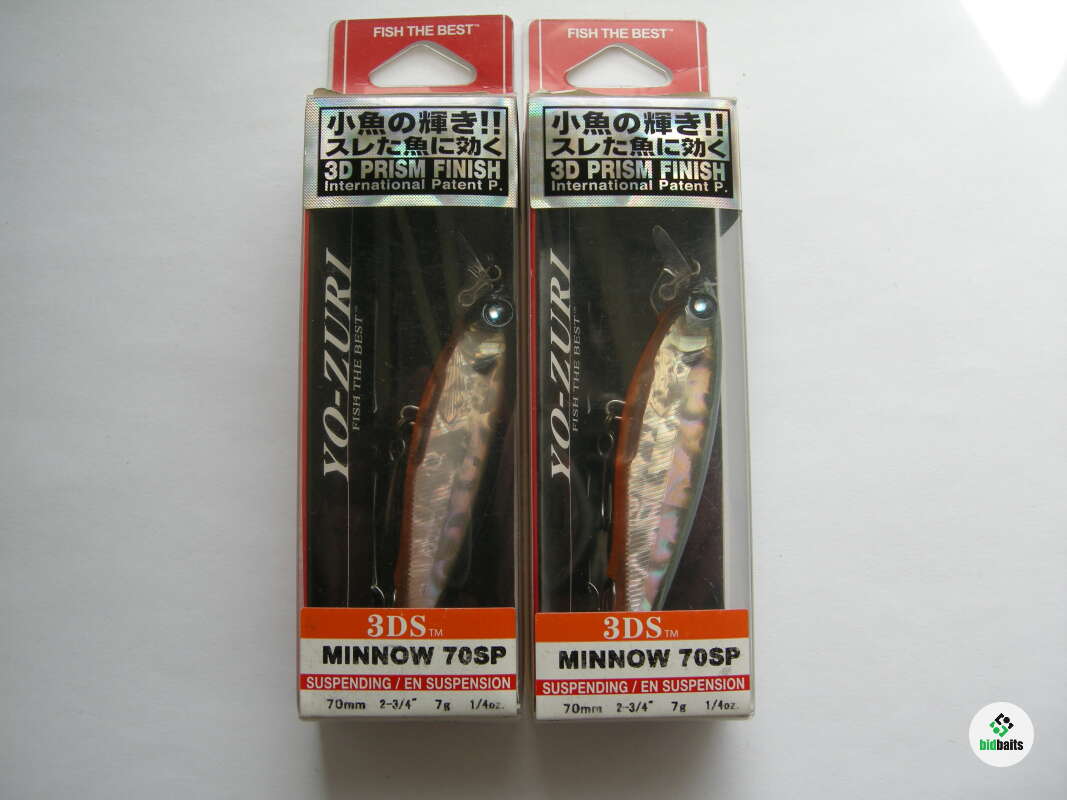 FISH THE BEST™
小魚の輝き!!
スレた魚に効く
3D PRISM FINISH
International Patent P.
YO-ZURI
FISH THE BEST™
3DS™
MINNOW 70SP
SUSPENDING / EN SUSPENSION
70mm 2-3/4" 7g 1/4oz.
FISH THE BEST™
小魚の輝き!!
スレた魚に効く
3D PRISM FINISH
International Patent P.
YO-ZURI
FISH THE BEST™
3DS™
MINNOW 70SP
SUSPENDING / EN SUSPENSION
70mm 2-3/4" 7g 1/4oz.
bidbaits